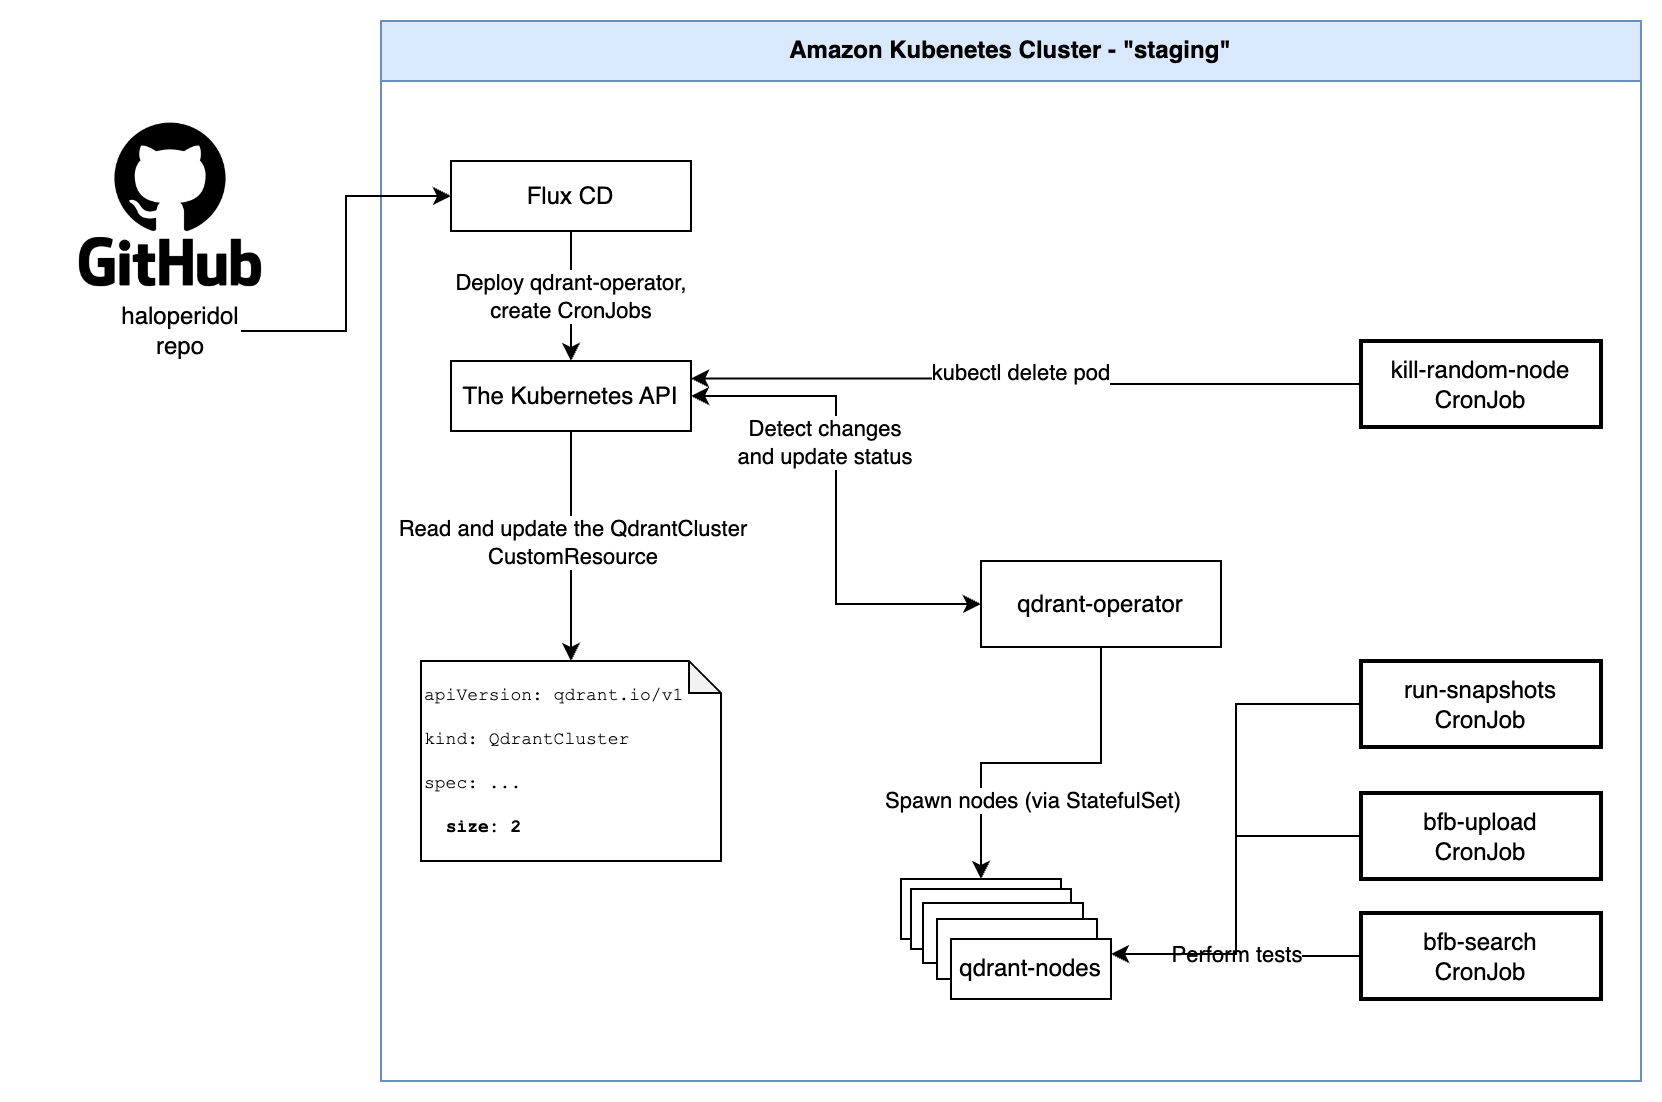 Amazon Kubenetes Cluster - "staging"
GitHub
haloperidol
repo
Flux CD
Deploy qdrant-operator,
create CronJobs
The Kubernetes API
kubectl delete pod
kill-random-node
CronJob
Detect changes
and update status
Read and update the QdrantCluster
CustomResource
qdrant-operator
apiVersion: qdrant.io/v1
kind: QdrantCluster
spec: ...
size: 2
Spawn nodes (via StatefulSet)
run-snapshots
CronJob
bfb-upload
CronJob
bfb-search
CronJob
Perform tests
qdrant-nodes